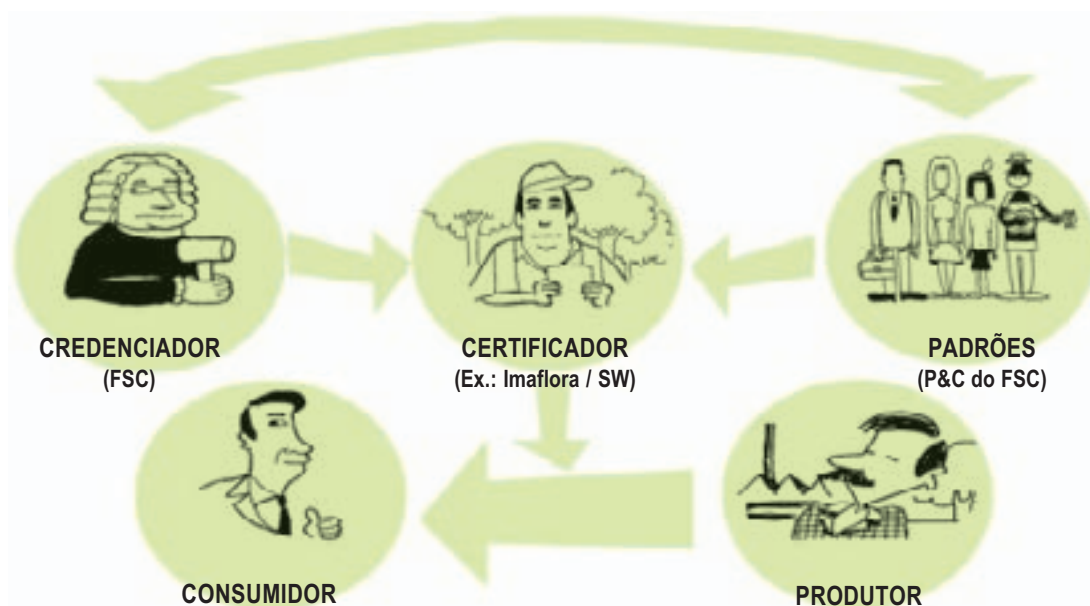 CREDENCIADOR
(FSC)
CERTIFICADOR
(Ex.: Imaflora / SW)
PADRÕES
(P&C do FSC)
CONSUMIDOR
PRODUTOR